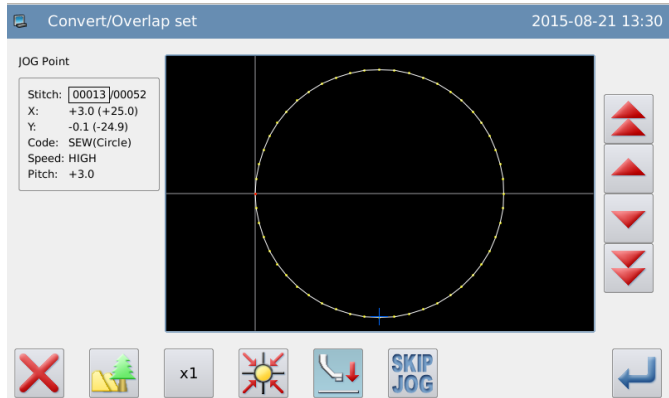 Convert/Overlap set 2015-08-21 13:30
JOG Point
Stitch: 00013/00052
X: +3.0 (+25.0)
Y: -0.1 (-24.9)
Code: SEW(Circle)
Speed: HIGH
Pitch: +3.0
x1
SKIP
JOG